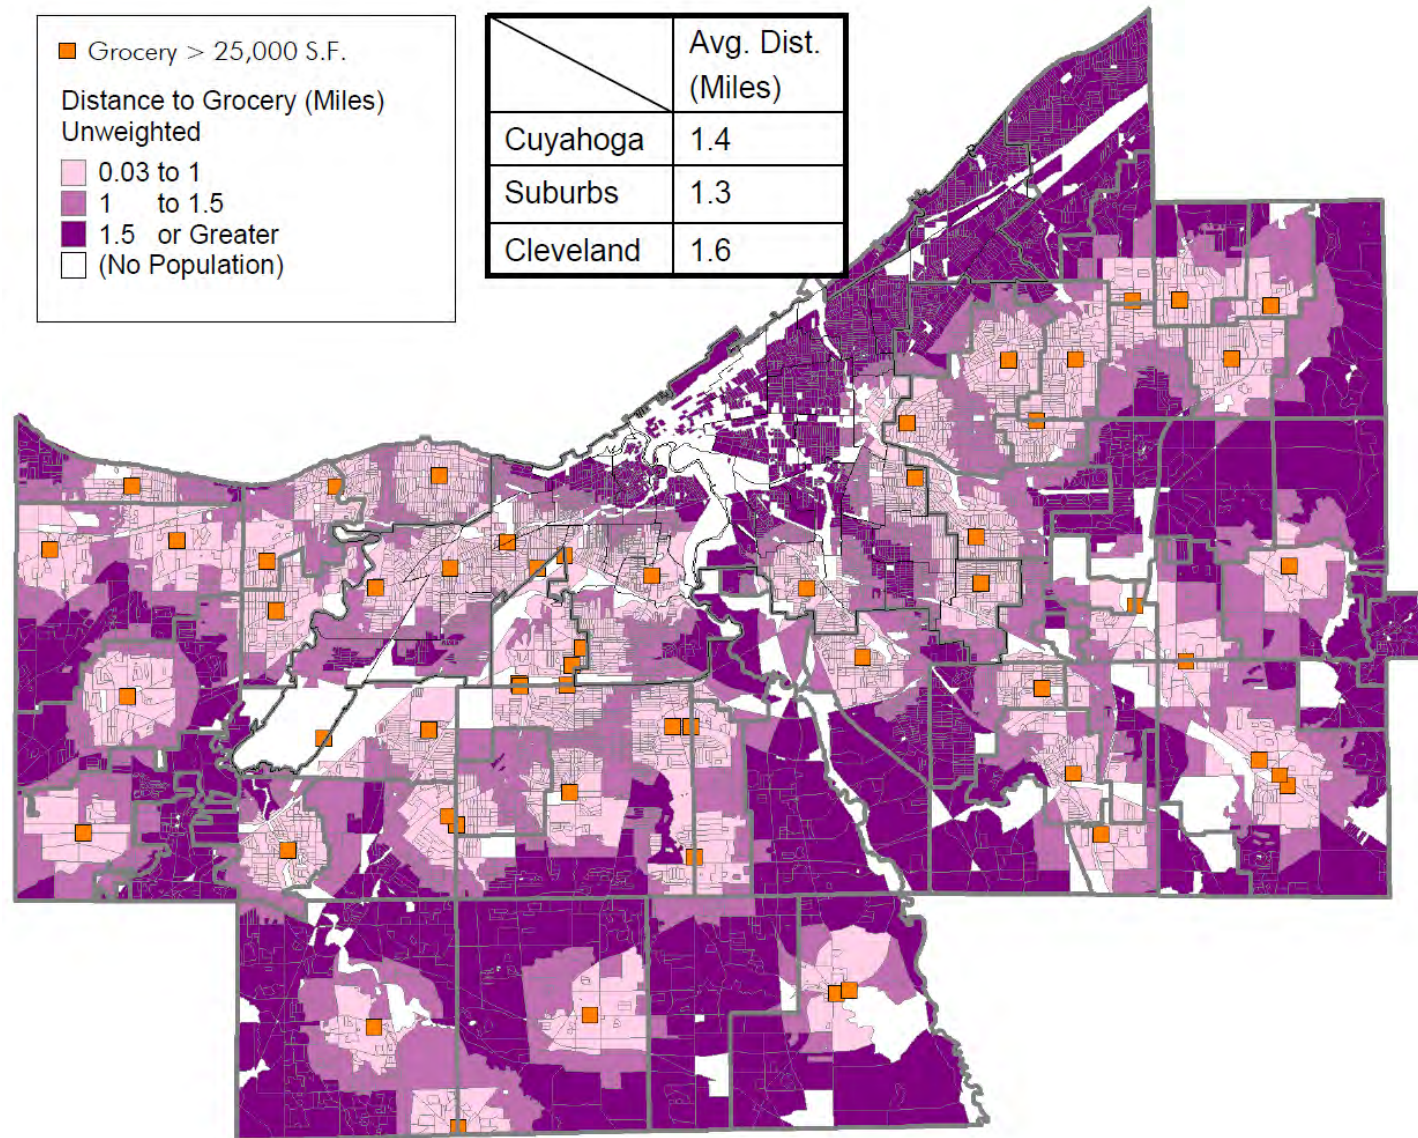 Grocery > 25,000 S.F.
Distance to Grocery (Miles)
Unweighted
0.03 to 1
1 to 1.5
1.5 or Greater
(No Population)
Avg. Dist.
(Miles)
Cuyahoga 1.4
Suburbs 1.3
Cleveland 1.6